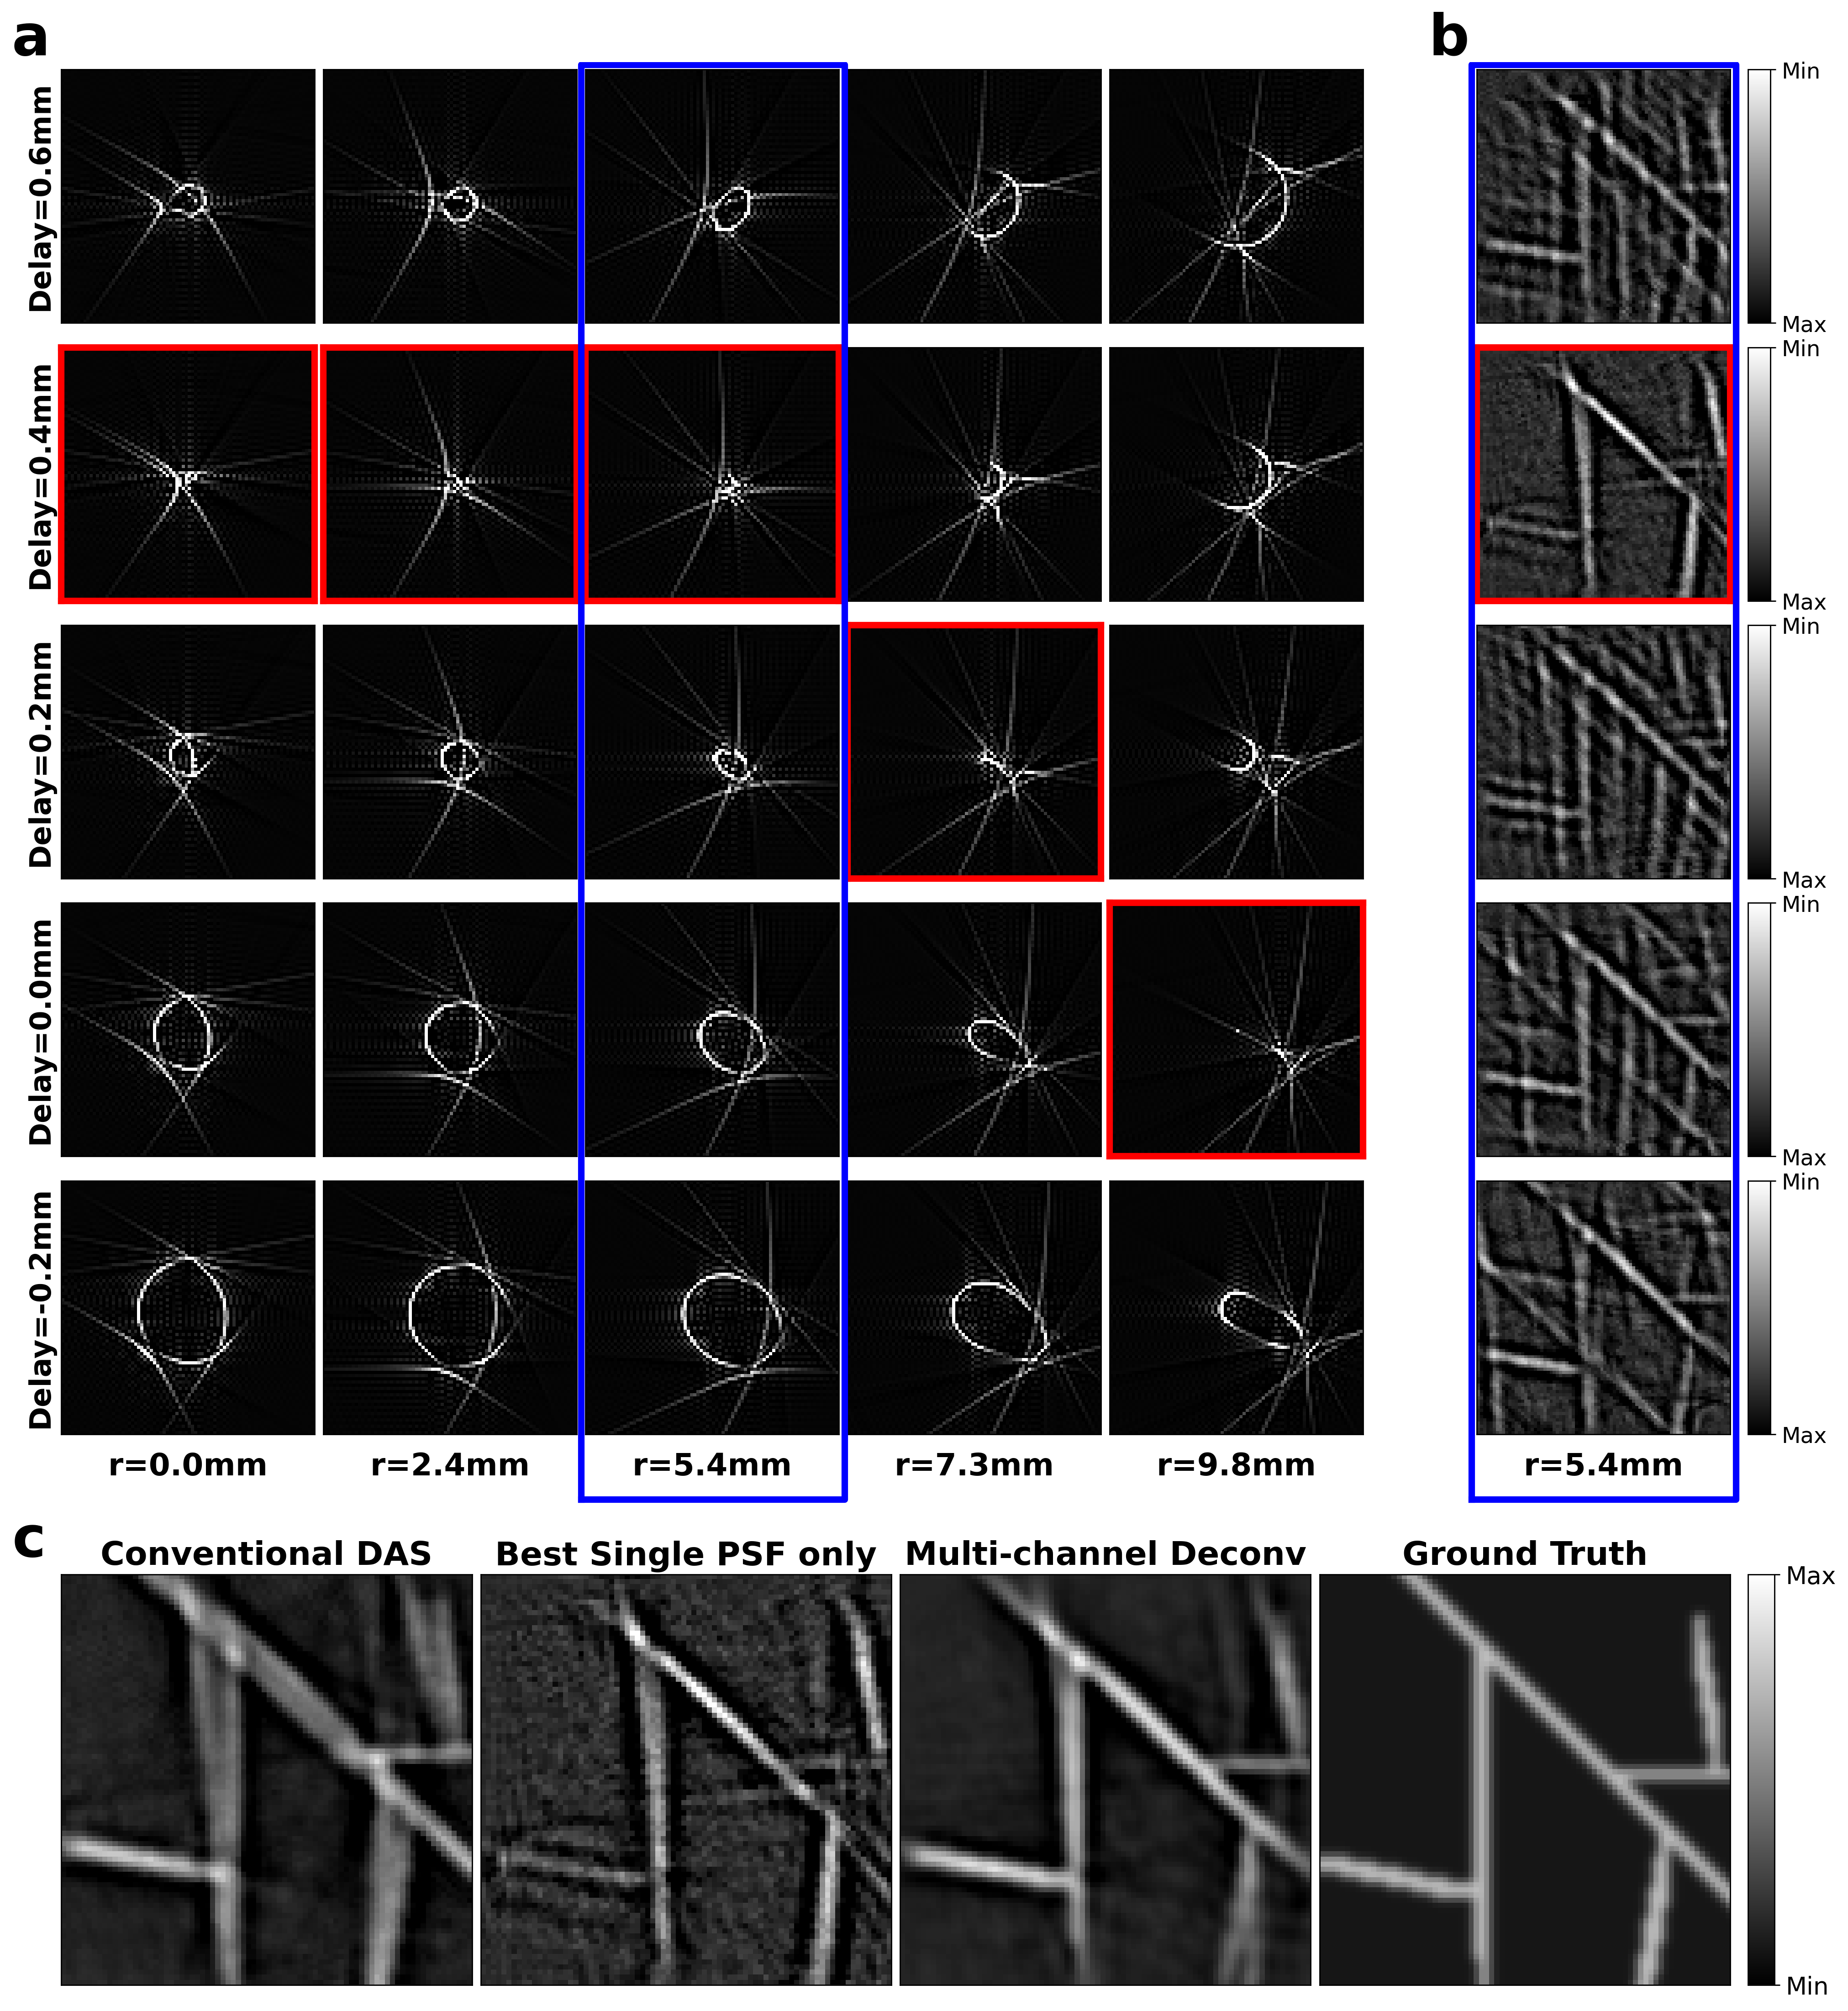 a
b
Delay=0.6mm
Min
Max
Delay=0.4mm
Min
Max
Delay=0.2mm
Min
Max
Delay=0.0mm
Min
Max
Delay=-0.2mm
Min
Max
r=0.0mm
r=2.4mm
r=5.4mm
r=7.3mm
r=9.8mm
r=5.4mm
c
Conventional DAS
Best Single PSF only
Multi-channel Deconv
Ground Truth
Max
Min